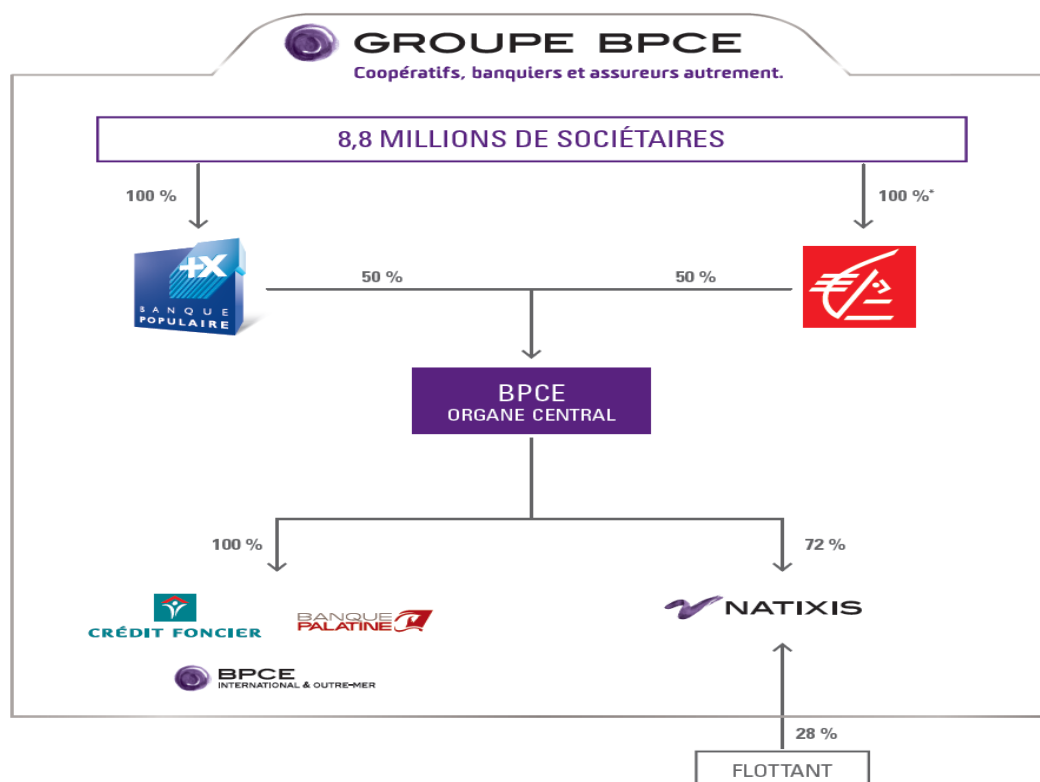 GROUPE BPCE
Coopératifs, banquiers et assureurs autrement.
8,8 MILLIONS DE SOCIÉTAIRES
100 %
100 %*
+X
BANQUE
POPULAIRE
50 %
50 %
BPCE
ORGANE CENTRAL
100 %
72 %
CRÉDIT FONCIER
BANQUE
PALATINE
NATIXIS
BPCE
INTERNATIONAL & OUTRE-MER
28 %
FLOTTANT